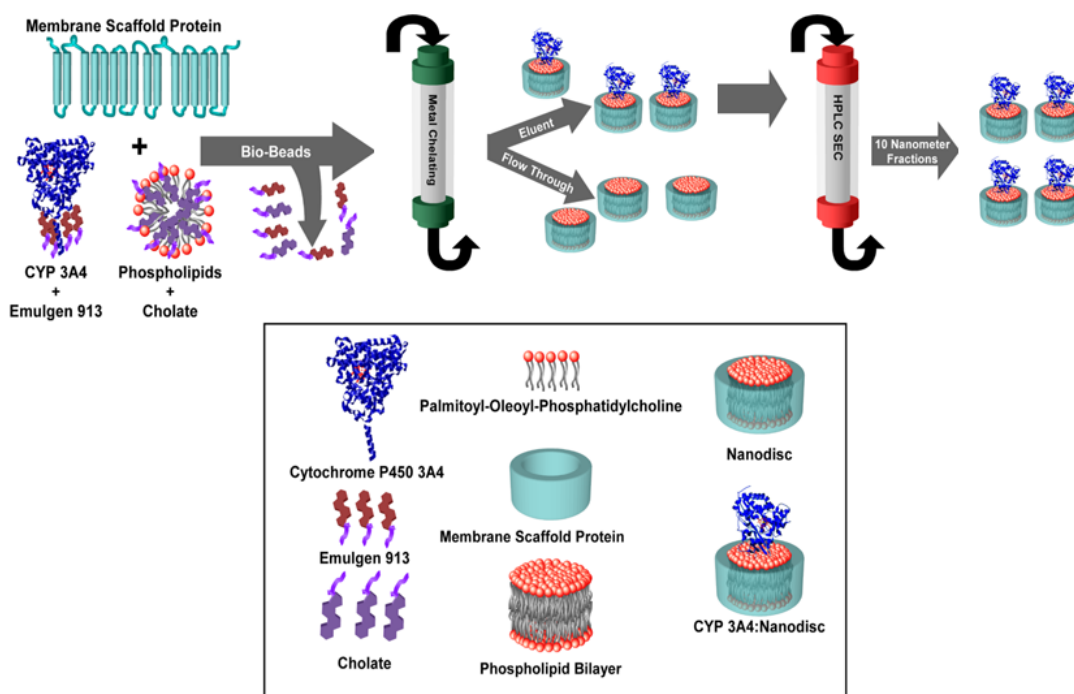 Membrane Scaffold Protein
+
CYP 3A4
+
Emulgen 913
Phospholipids
+
Cholate
Bio-Beads
Metal Chelating
Eluent
Flow Through
HPLC SEC
10 Nanometer
Fractions
Cytochrome P450 3A4
Emulgen 913
Cholate
Palmitoyl-Oleoyl-Phosphatidylcholine
Membrane Scaffold Protein
Phospholipid Bilayer
Nanodisc
CYP 3A4:Nanodisc